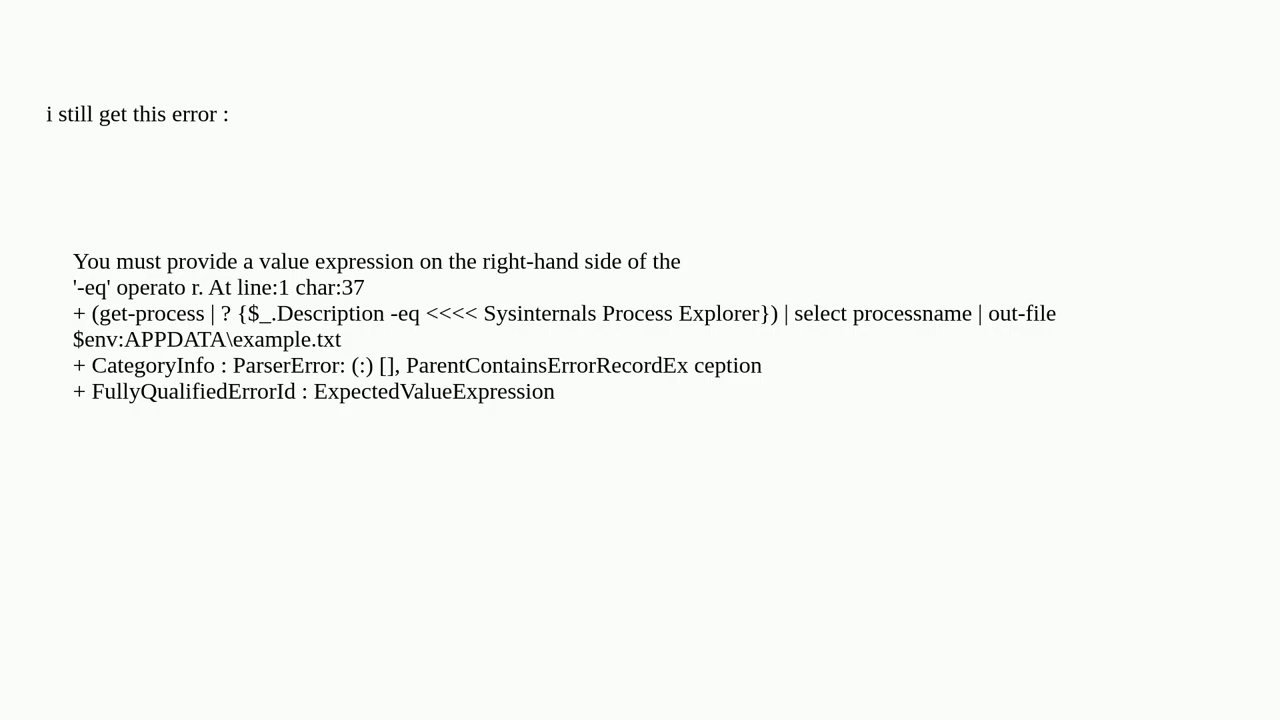 i still get this error :
You must provide a value expression on the right-hand side of the
'-eq' operato r. At line:1 char:37
+ (get-process | ? {$_.Description -eq <<<< Sysinternals Process Explorer}) | select processname | out-file
$env:APPDATA\example.txt
+ CategoryInfo : ParserError: (:) [], ParentContainsErrorRecordEx ception
+ FullyQualifiedErrorId : ExpectedValueExpression